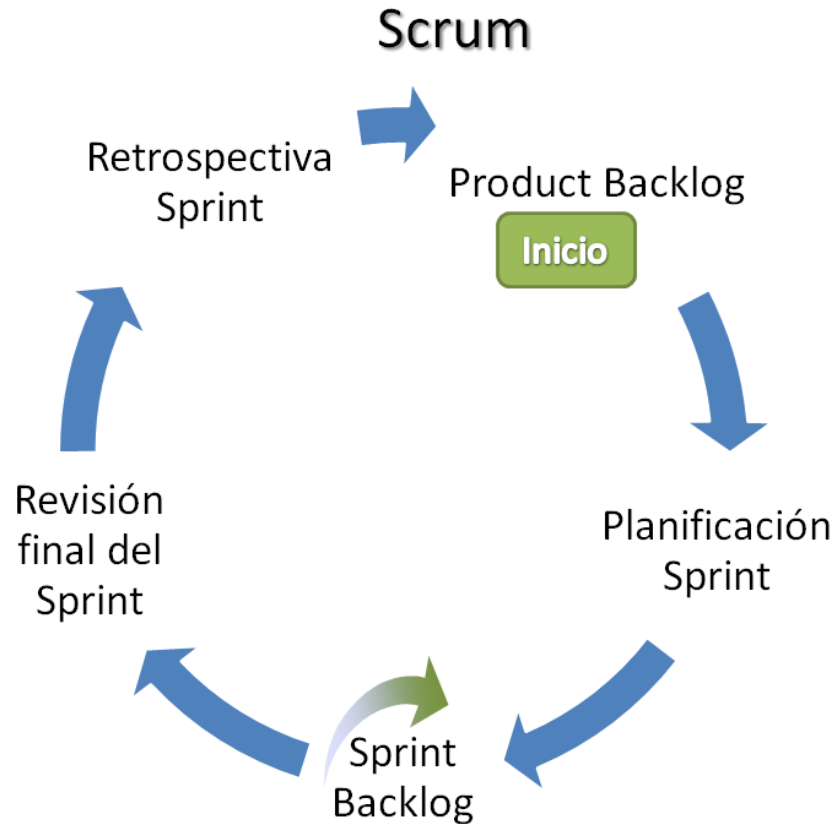 Scrum
Product Backlog
Inicio
Planificación
Sprint
Sprint
Backlog
Revisión
final del
Sprint
Retrospectiva
Sprint